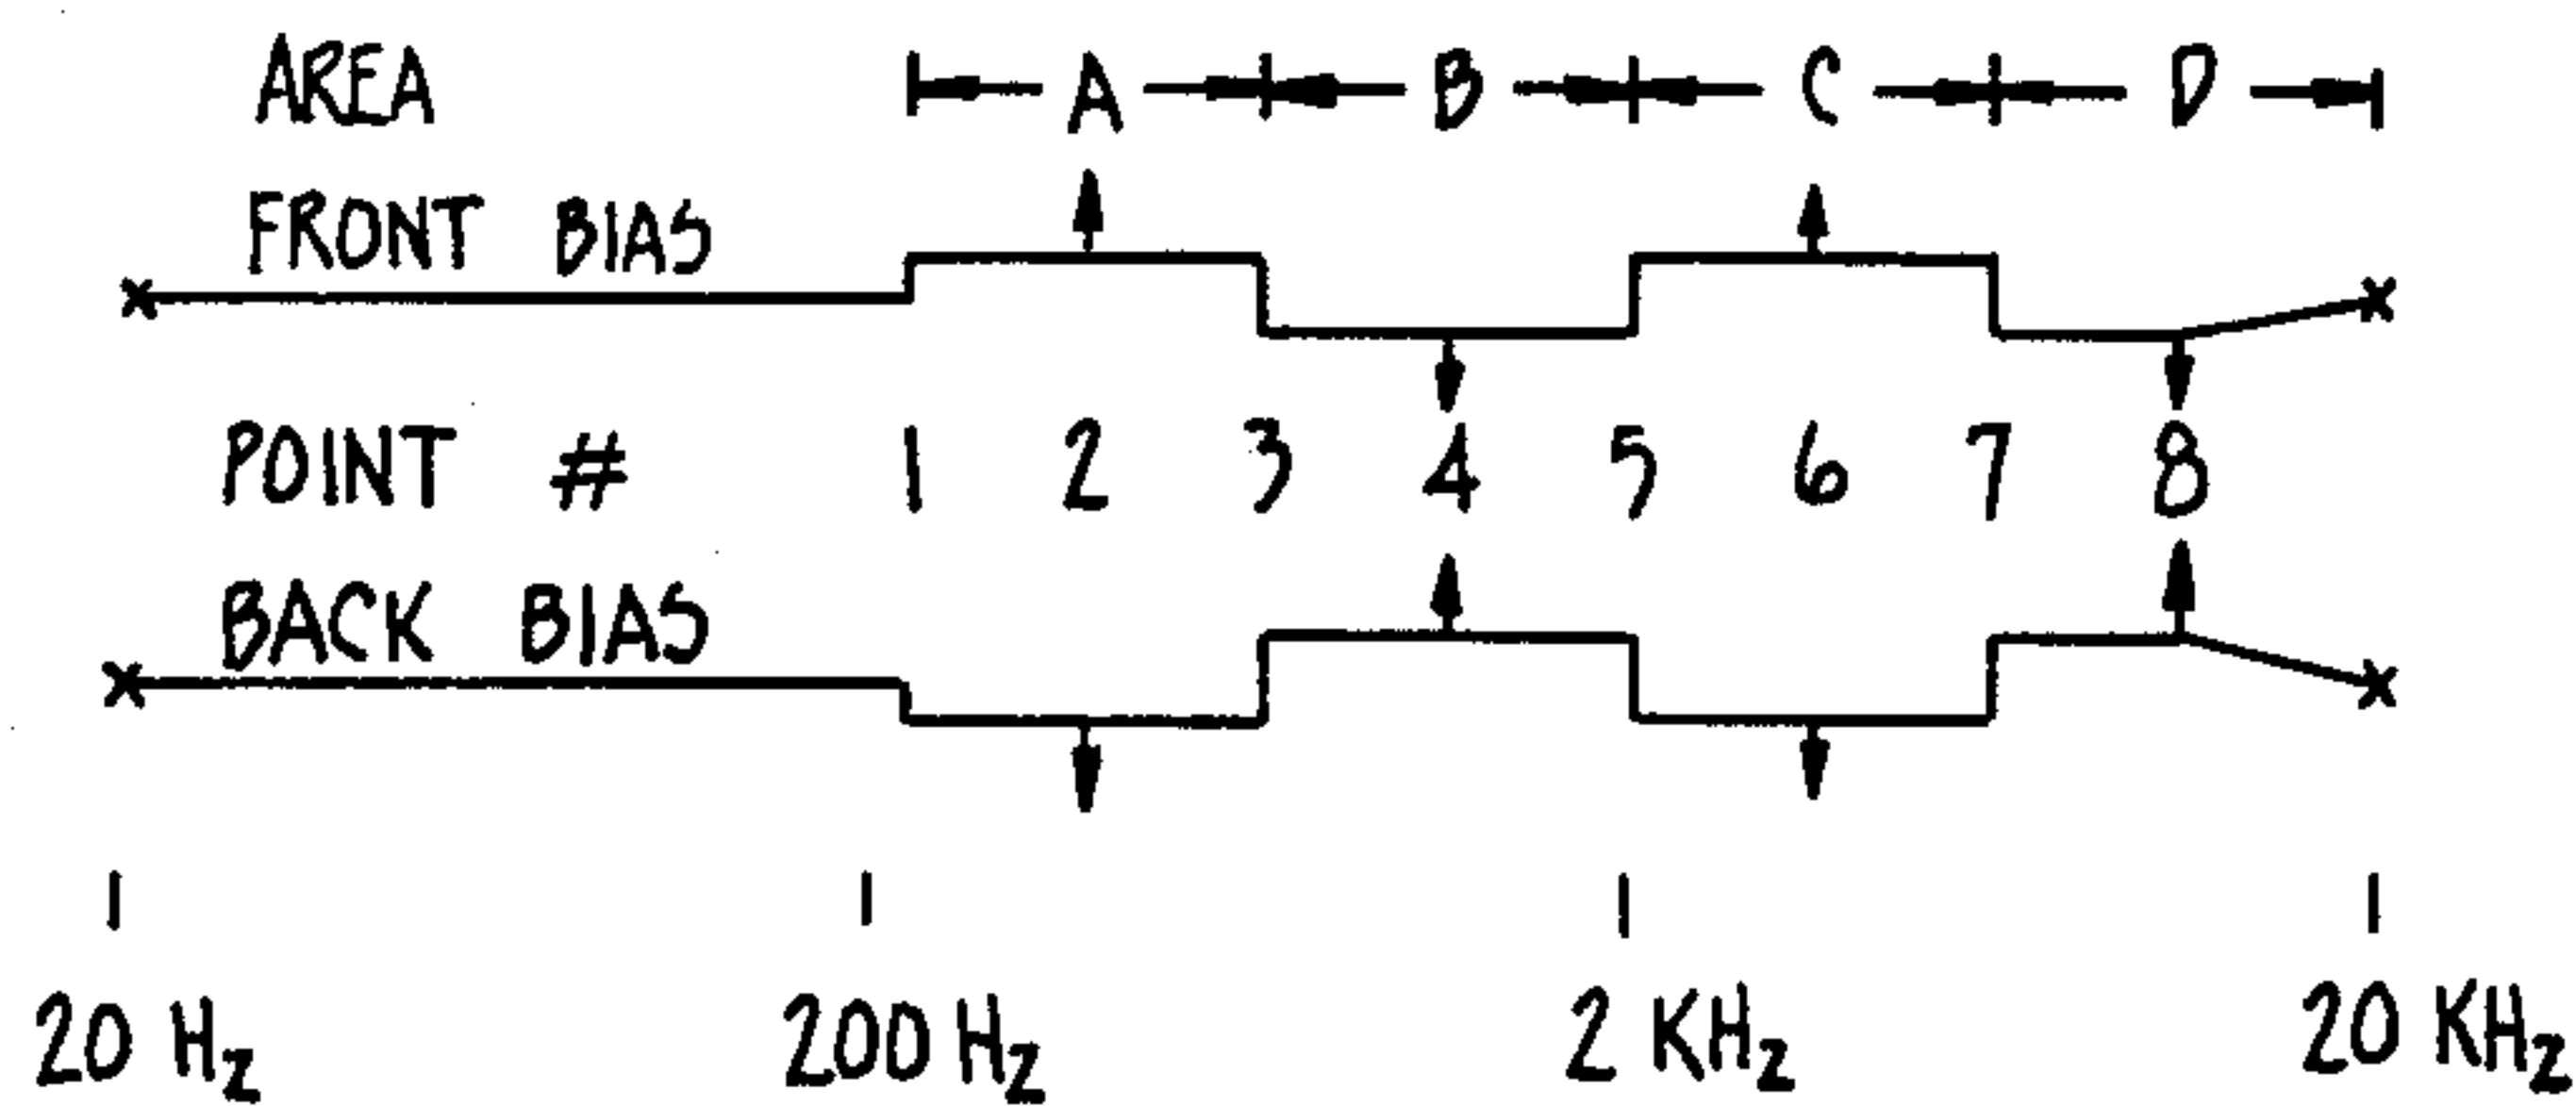 AREA A B C D
FRONT BIAS
POINT # 1 2 3 4 5 6 7 8
BACK BIAS
20 Hz 200 Hz 2 KHz 20 KHz